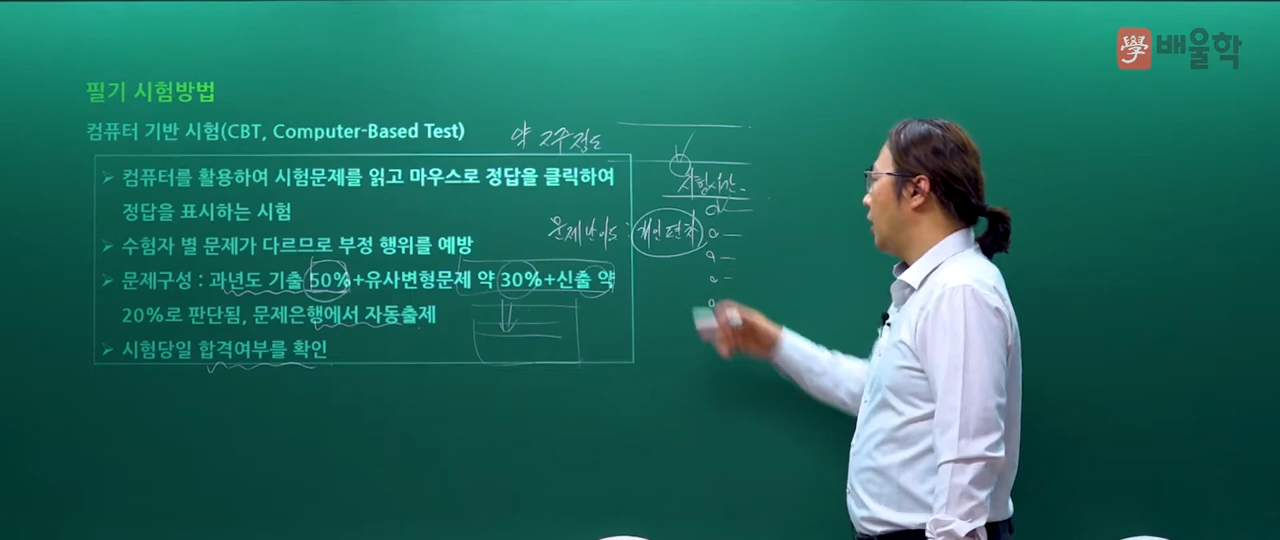 學 배울학
필기 시험방법
컴퓨터 기반 시험(CBT, Computer-Based Test)
약 2주정도
➢ 컴퓨터를 활용하여 시험문제를 읽고 마우스로 정답을 클릭하여
정답을 표시하는 시험
시험시간
➢ 수험자 별 문제가 다르므로 부정 행위를 예방
문제난이도 : 개인편차
➢ 문제구성 : 과년도 기출 50%+유사변형문제 약 30%+신출 약
20%로 판단됨, 문제은행에서 자동출제
➢ 시험당일 합격여부를 확인